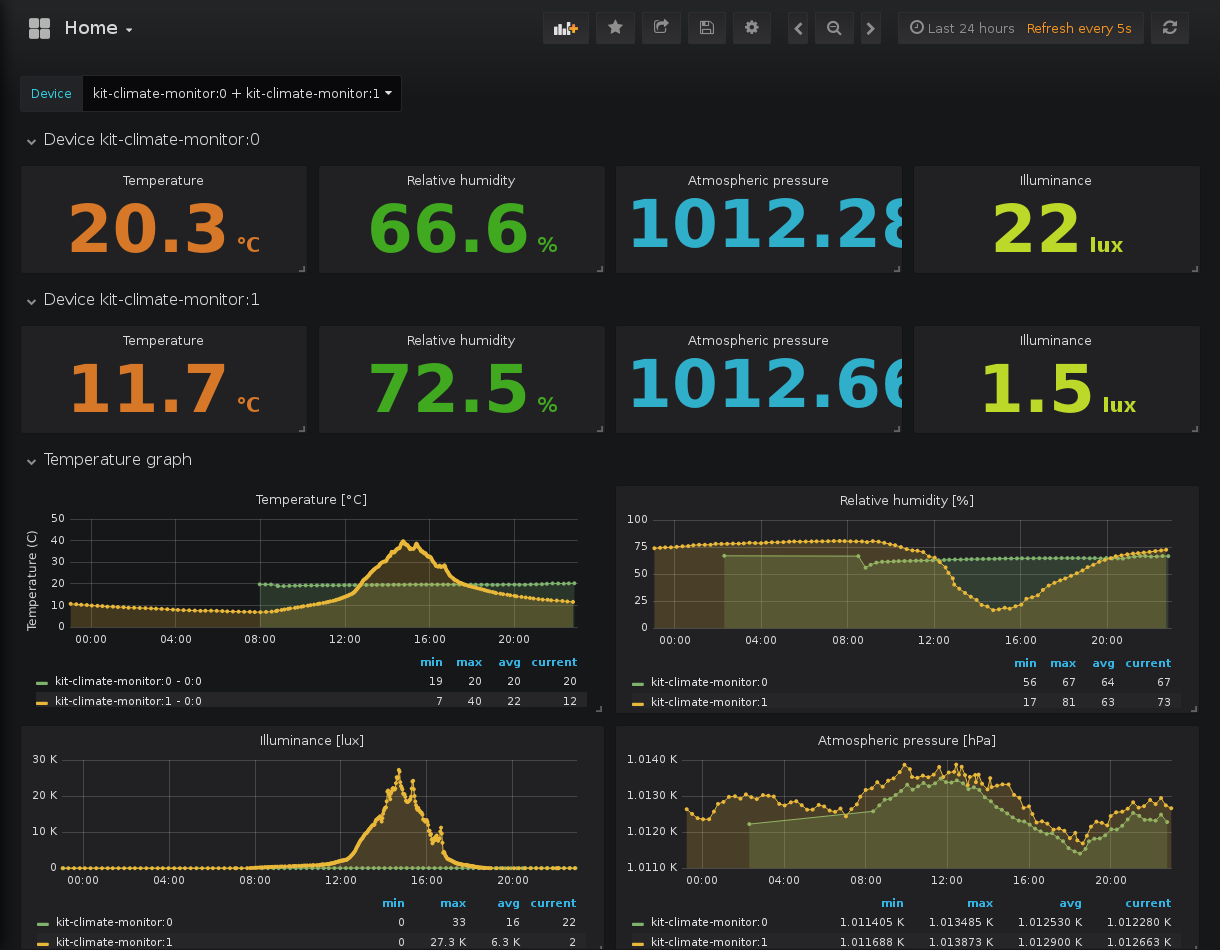 Home
Last 24 hours Refresh every 5s
Device kit-climate-monitor:0 + kit-climate-monitor:1
Device kit-climate-monitor:0
Temperature Relative humidity Atmospheric pressure Illuminance
20.3 °C 66.6 % 1012.28 22 lux
Device kit-climate-monitor:1
Temperature Relative humidity Atmospheric pressure Illuminance
11.7 °C 72.5 % 1012.66 1.5 lux
Temperature graph
Temperature [°C]
Temperature (C)
50
40
30
20
10
0
00:00 04:00 08:00 12:00 16:00 20:00
min max avg current
kit-climate-monitor:0 - 0:0 19 20 20 20
kit-climate-monitor:1 - 0:0 7 40 22 12
Relative humidity [%]
100
75
50
25
0
00:00 04:00 08:00 12:00 16:00 20:00
min max avg current
kit-climate-monitor:0 56 67 64 67
kit-climate-monitor:1 17 81 63 73
Illuminance [lux]
30 K
20 K
10 K
0
00:00 04:00 08:00 12:00 16:00 20:00
min max avg current
kit-climate-monitor:0 0 33 16 22
kit-climate-monitor:1 0 27.3 K 6.3 K 2
Atmospheric pressure [hPa]
1.0140 K
1.0130 K
1.0120 K
1.0110 K
00:00 04:00 08:00 12:00 16:00 20:00
min max avg current
kit-climate-monitor:0 1.011405 K 1.013485 K 1.012530 K 1.012280 K
kit-climate-monitor:1 1.011688 K 1.013873 K 1.012900 K 1.012663 K